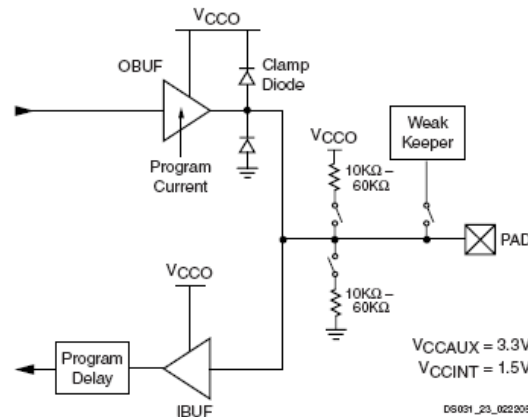 VCCO
OBUF
Clamp
Diode
Program
Current
VCCO
10KΩ –
60KΩ
Weak
Keeper
PAD
10KΩ –
60KΩ
VCCO
Program
Delay
IBUF
VCCAUX = 3.3V
VCCINT = 1.5V